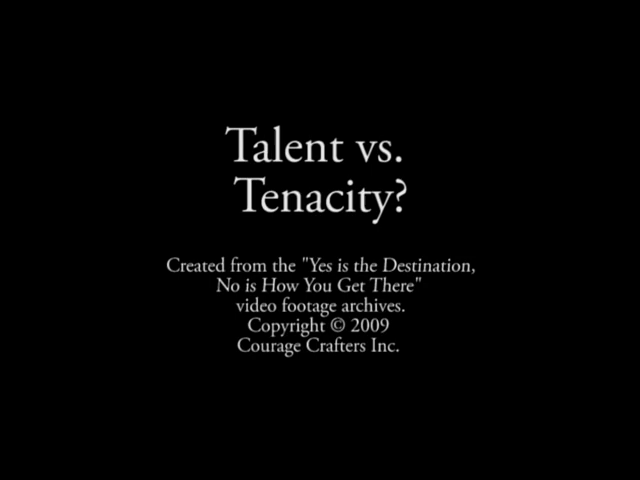 Talent vs.
Tenacity?
Created from the "Yes is the Destination,
No is How You Get There"
video footage archives.
Copyright © 2009
Courage Crafters Inc.